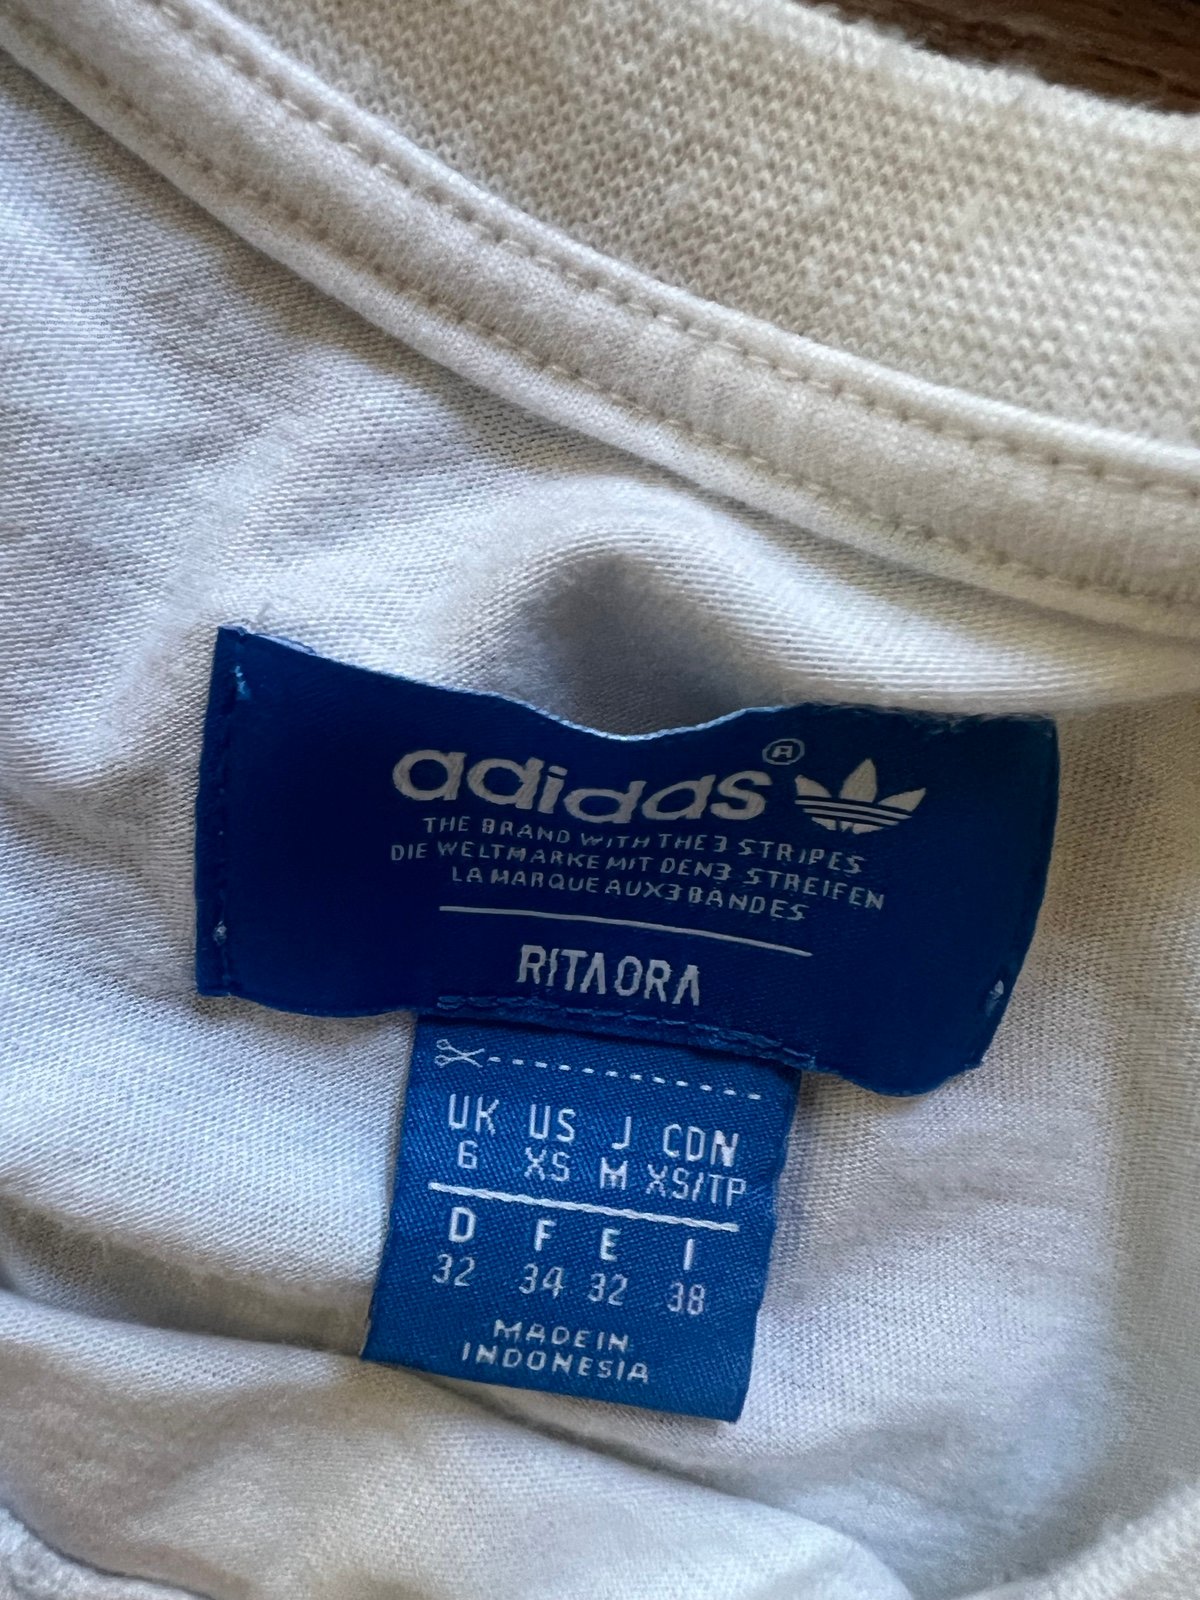 adidas®
THE BRAND WITH THE 3 STRIPES
DIE WELTMARKE MIT DEN 3 STREIFEN
LA MARQUE AUX 3 BANDES
RITA ORA
UK US J CDN
6 XS M XS/TP
D F E I
32 34 32 38
MADE IN
INDONESIA